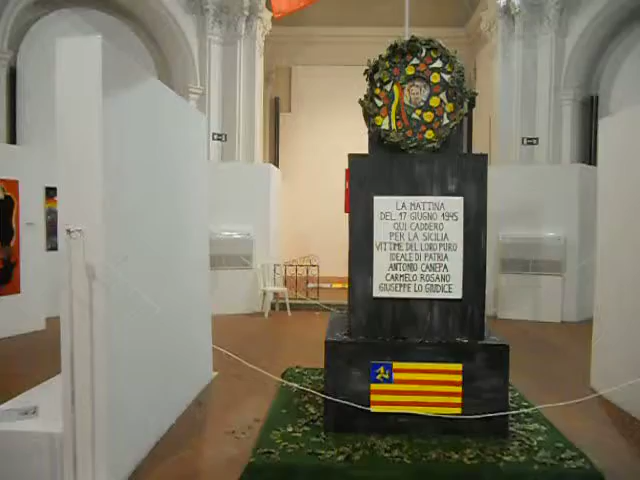 LA MATTINA
DEL 17 GIUGNO 1945
QUI CADDERO
PER LA SICILIA
VITTIME DEL LORO PURO
IDEALE DI PATRIA
ANTONIO CANEPA
CARMELO ROSANO
GIUSEPPE LO GIUDICE